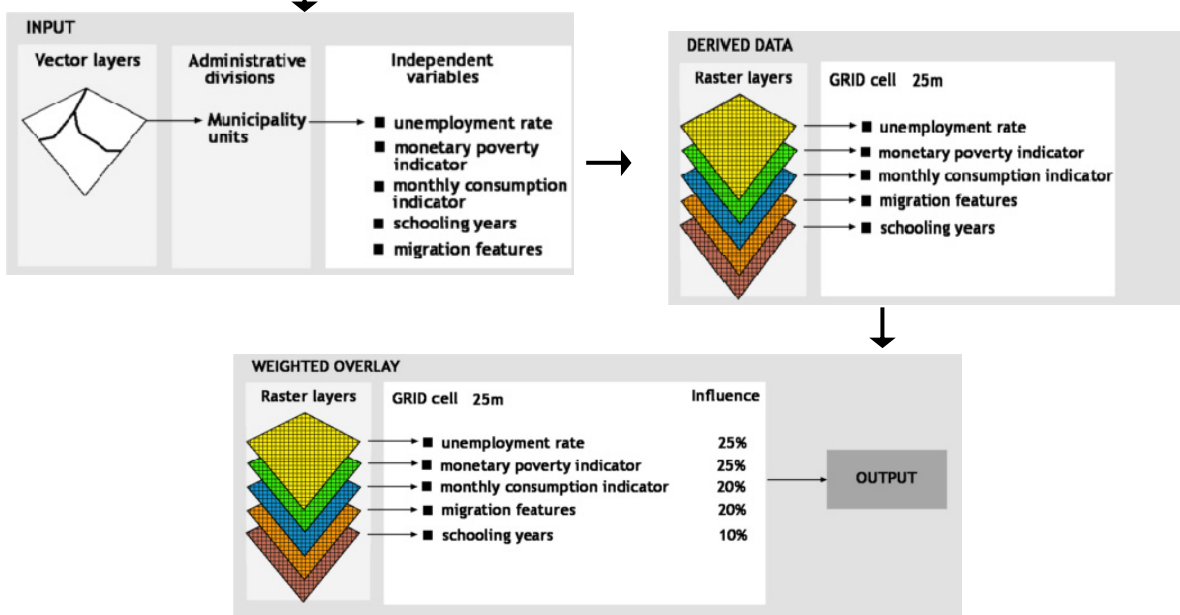 INPUT
Vector layers
Administrative
divisions
Municipality
units
Independent
variables
■ unemployment rate
■ monetary poverty
indicator
■ monthly consumption
indicator
■ schooling years
■ migration features
DERIVED DATA
Raster layers
GRID cell 25m
■ unemployment rate
■ monetary poverty indicator
■ monthly consumption indicator
■ migration features
■ schooling years
WEIGHTED OVERLAY
Raster layers
GRID cell 25m Influence
■ unemployment rate 25%
■ monetary poverty indicator 25%
■ monthly consumption indicator 20%
■ migration features 20%
■ schooling years 10%
OUTPUT